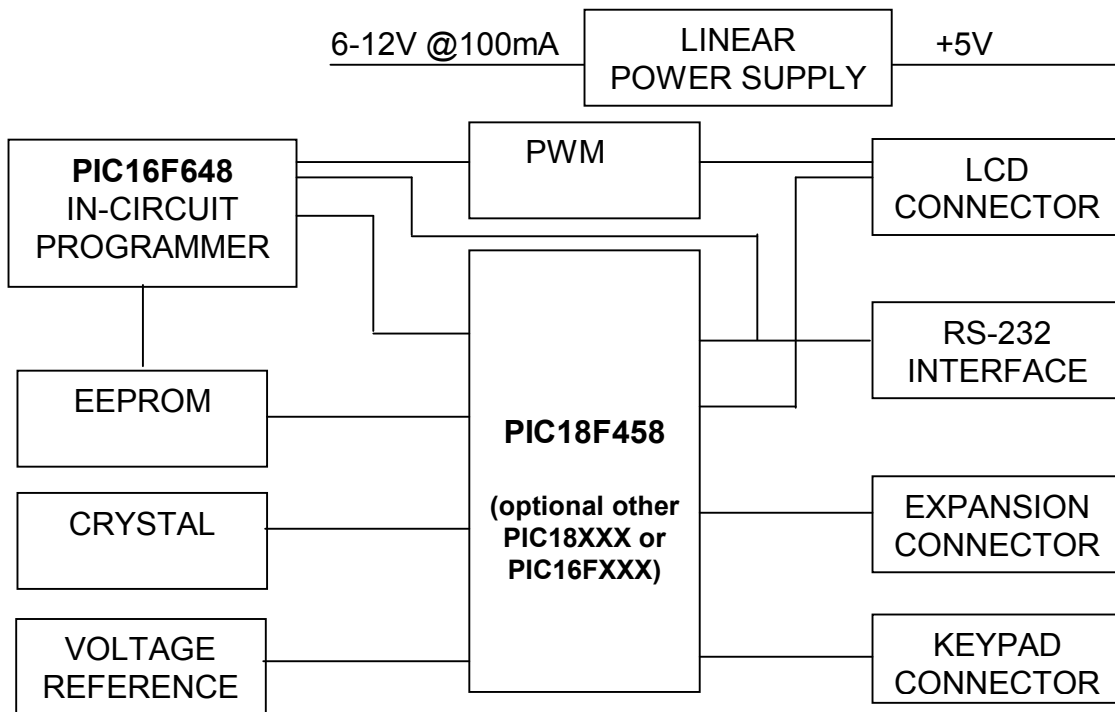 6-12V @100mA
LINEAR
POWER SUPPLY
+5V
PIC16F648
IN-CIRCUIT
PROGRAMMER
PWM
LCD
CONNECTOR
RS-232
INTERFACE
EEPROM
PIC18F458
(optional other
PIC18XXX or
PIC16FXXX)
CRYSTAL
EXPANSION
CONNECTOR
VOLTAGE
REFERENCE
KEYPAD
CONNECTOR